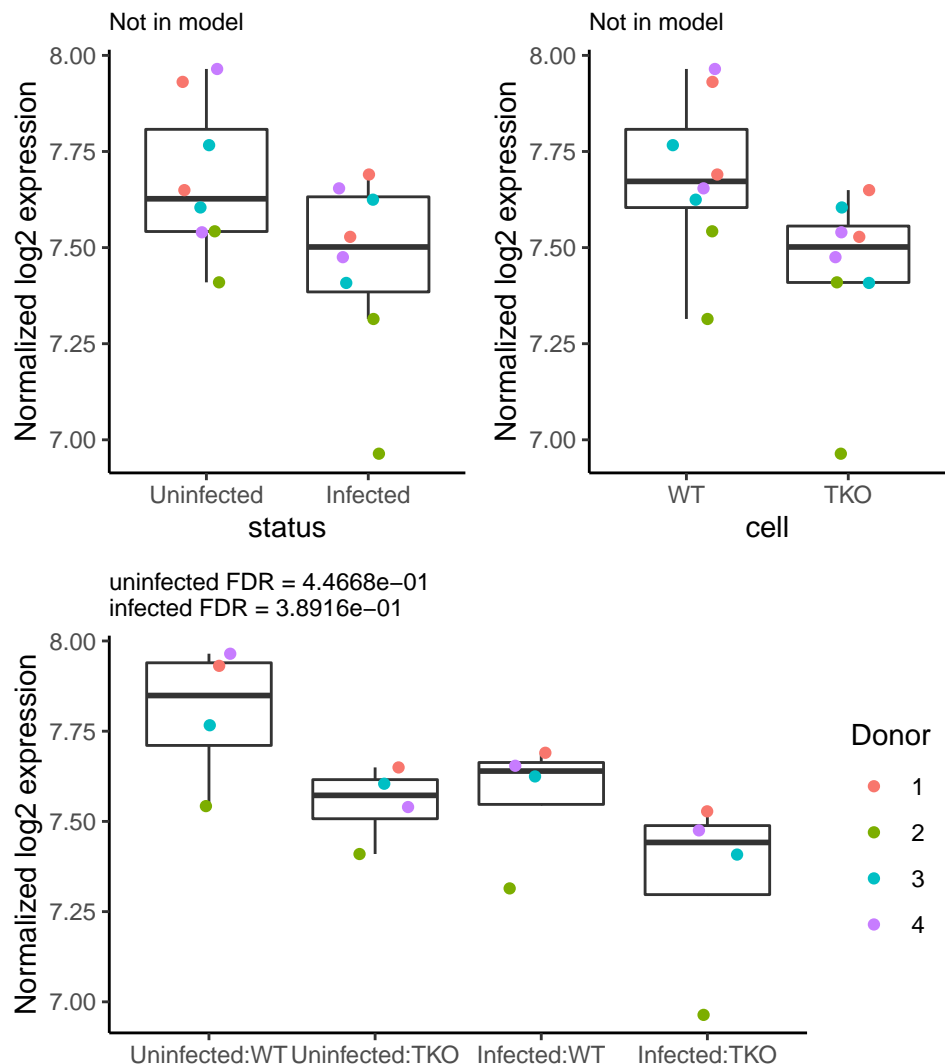 Not in model
Normalized log2 expression
8.00
7.75
7.50
7.25
7.00
Uninfected Infected
status
Not in model
Normalized log2 expression
8.00
7.75
7.50
7.25
7.00
WT TKO
cell
uninfected FDR = 4.4668e−01
infected FDR = 3.8916e−01
Normalized log2 expression
8.00
7.75
7.50
7.25
7.00
Uninfected:WT Uninfected:TKO Infected:WT Infected:TKO
Donor
1
2
3
4